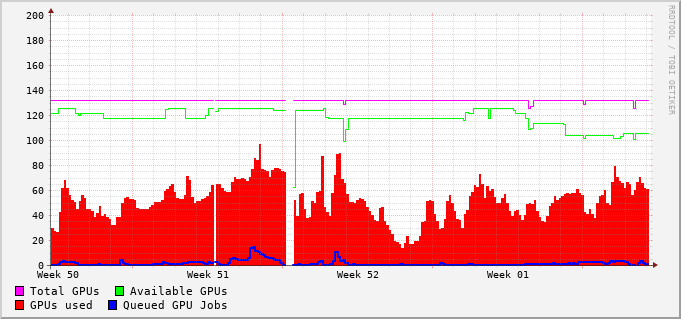 200
180
160
140
120
100
80
60
40
20
0
Week 50 Week 51 Week 52 Week 01
Total GPUs Available GPUs
GPUs used Queued GPU Jobs
RRDTOOL / TOBI OETIKER